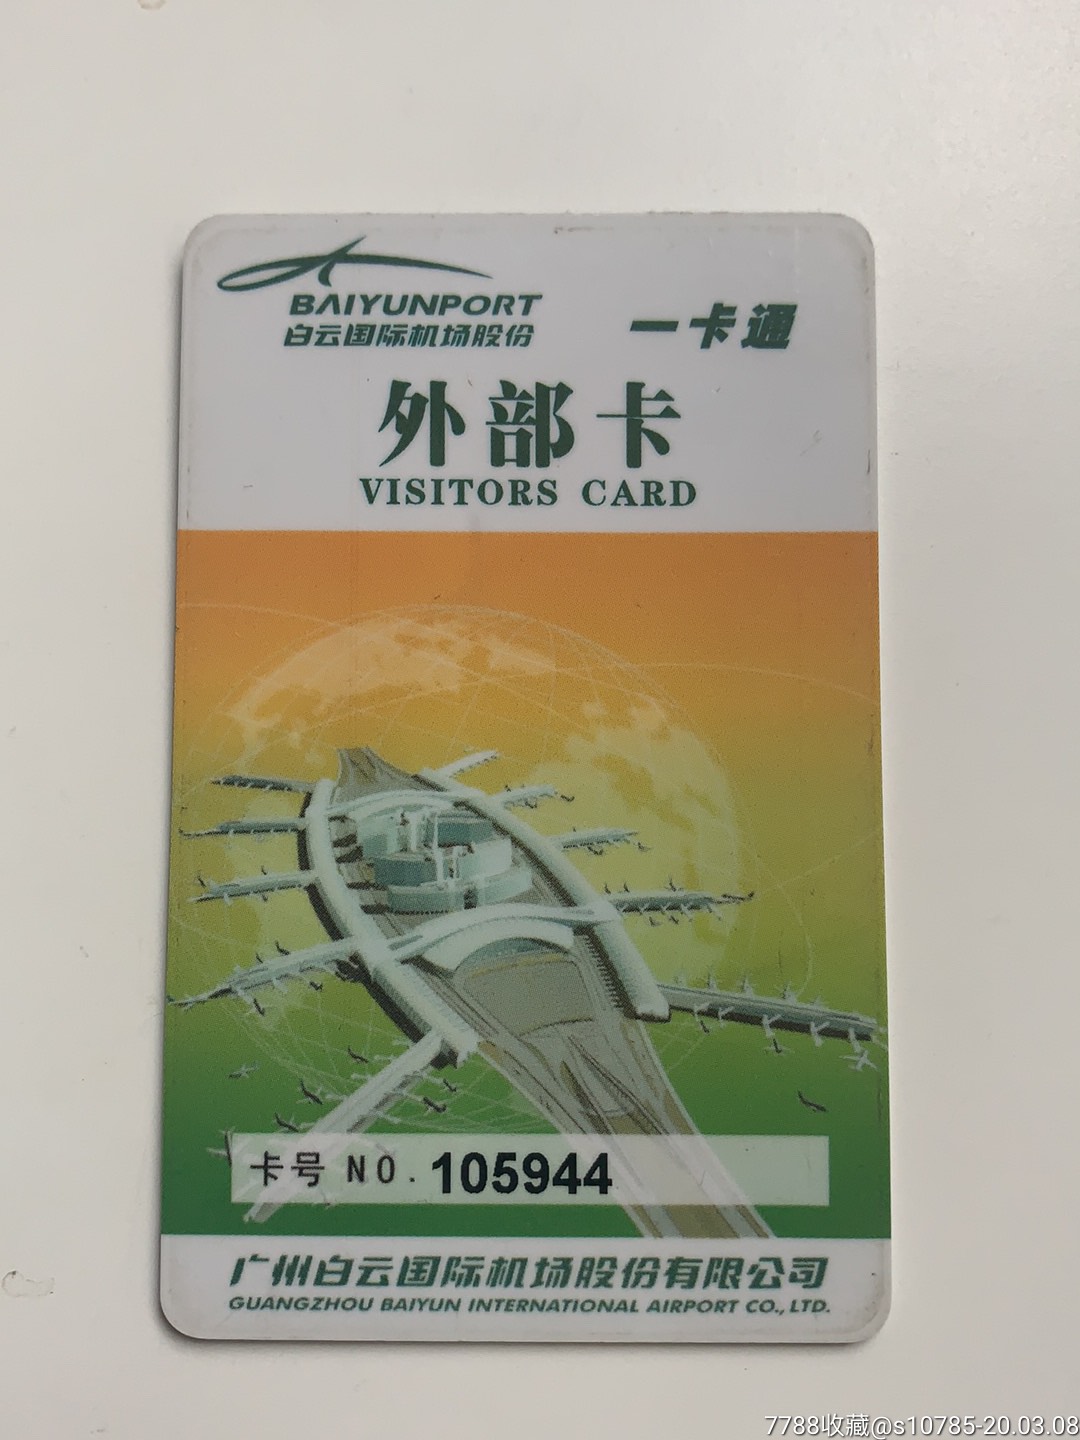 BAIYUNPORT
白云国际机场股份
一卡通
外部卡
VISITORS CARD
卡号 NO. 105944
广州白云国际机场股份有限公司
GUANGZHOU BAIYUN INTERNATIONAL AIRPORT CO., LTD.
7788收藏@s10785-20.03.08